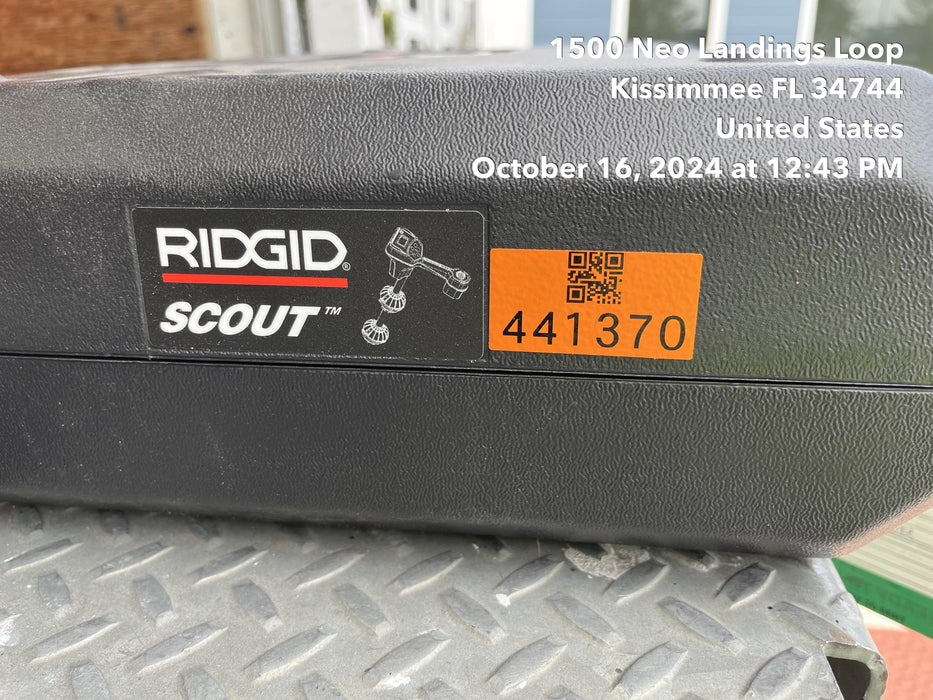 1500 Neo Landings Loop
Kissimmee FL 34744
United States
October 16, 2024 at 12:43 PM
RIDGID®
SCOUT™
441370